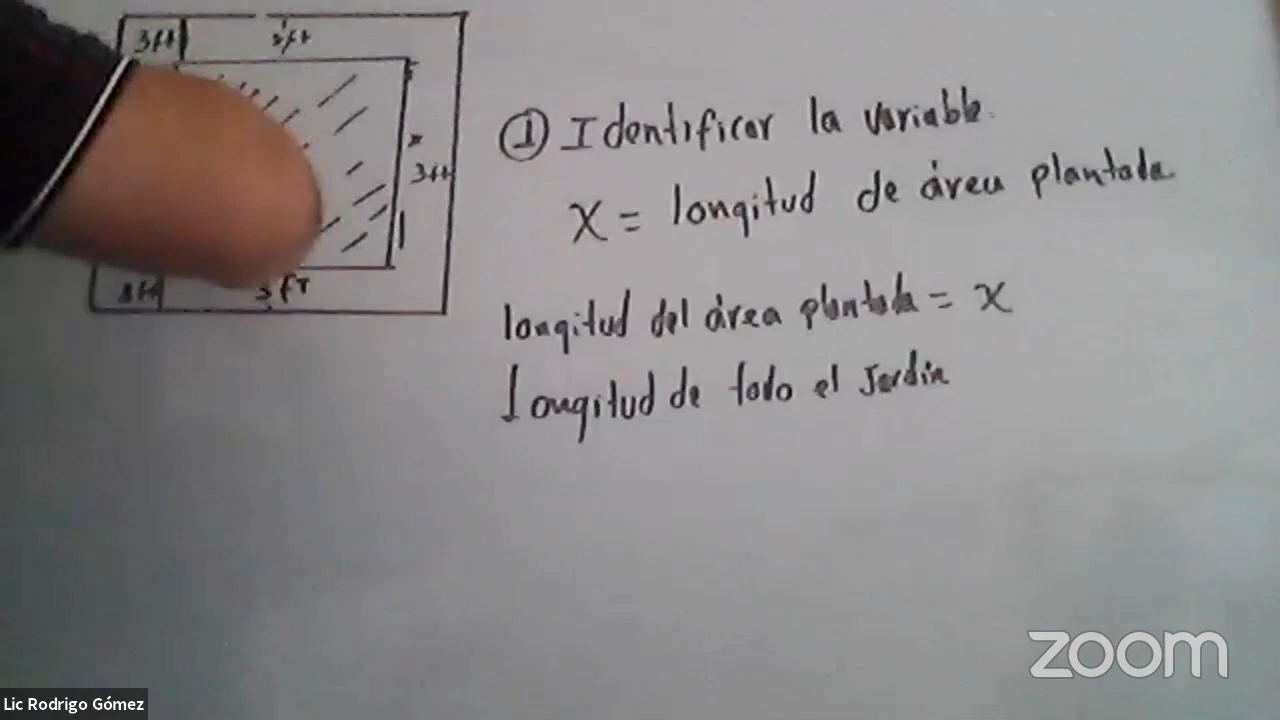 3ft 3ft
① Identificar la variable.
x
3ft
X = longitud de área plantada
3ft 3ft
longitud del área plantada = x
Longitud de todo el Jardín
zoom
Lic Rodrigo Gómez